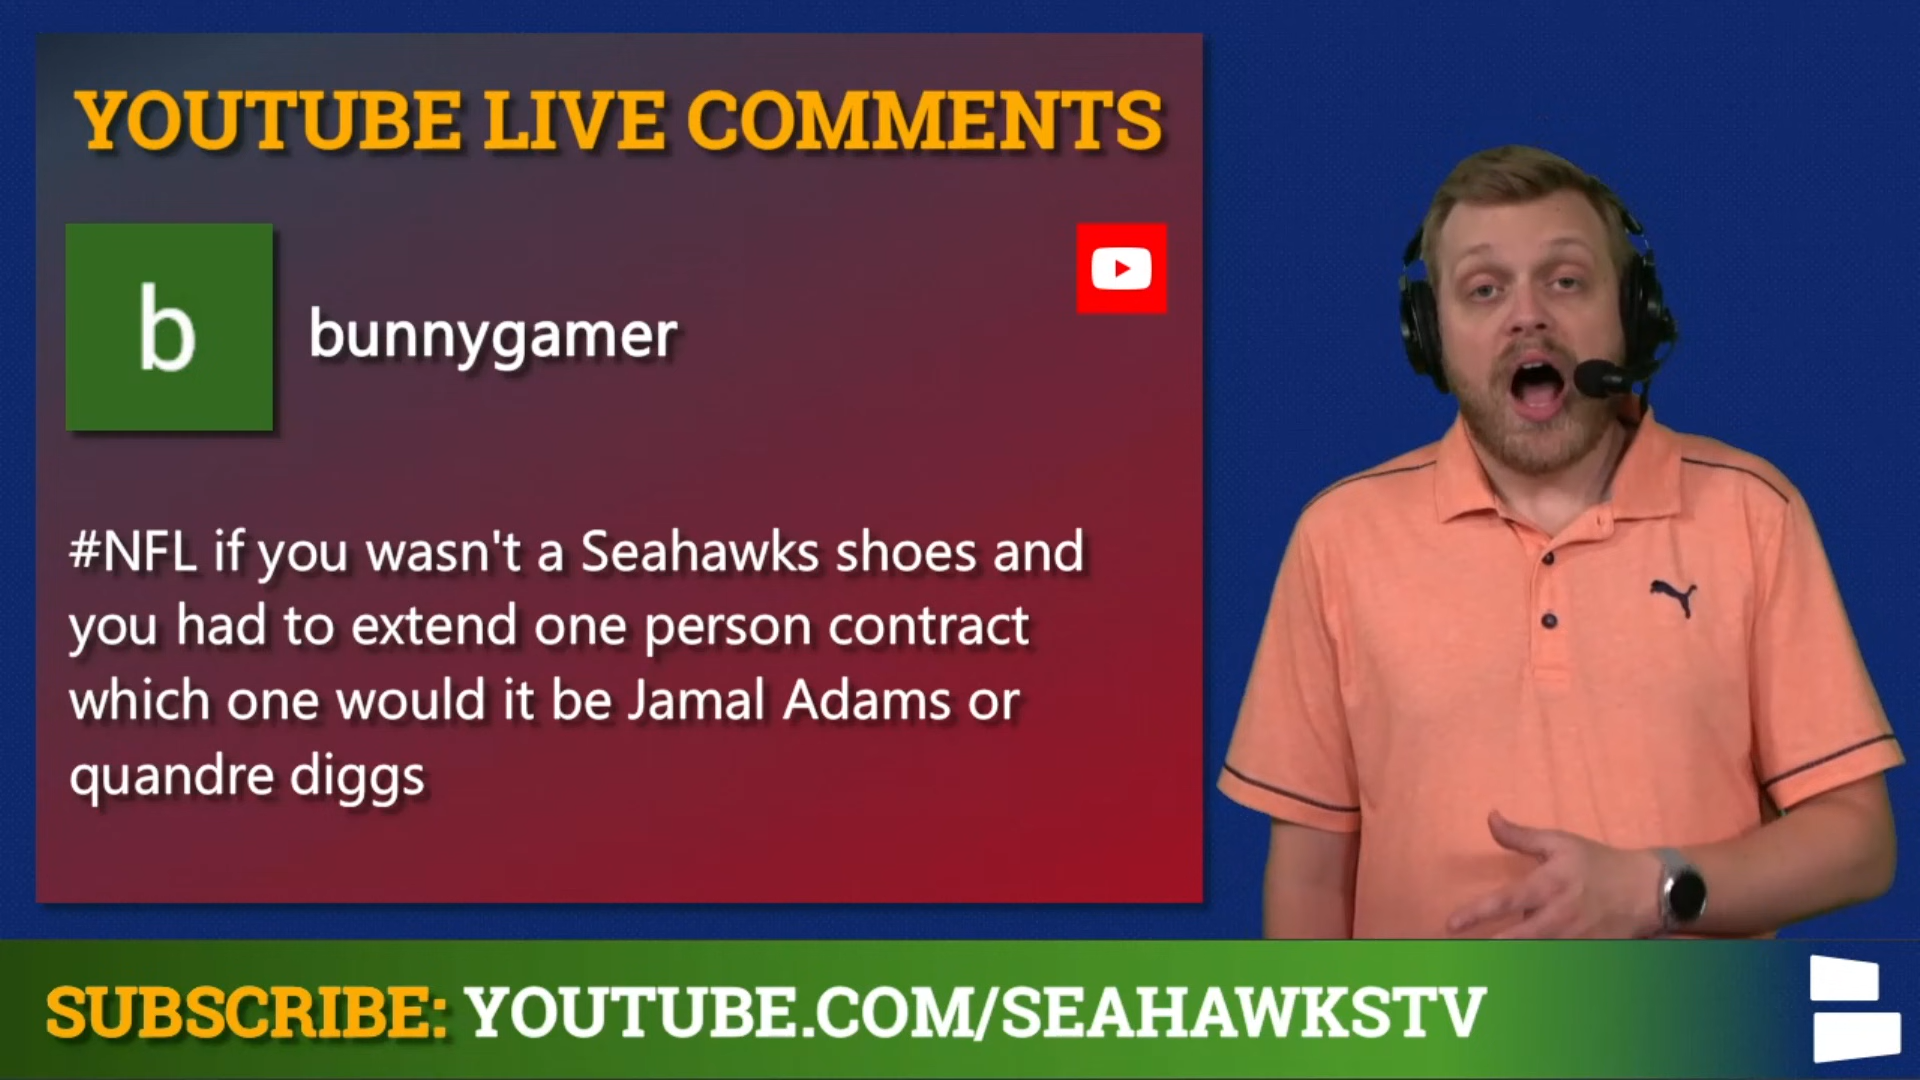 YOUTUBE LIVE COMMENTS
b
bunnygamer
#NFL if you wasn't a Seahawks shoes and
you had to extend one person contract
which one would it be Jamal Adams or
quandre diggs
SUBSCRIBE: YOUTUBE.COM/SEAHAWKSTV